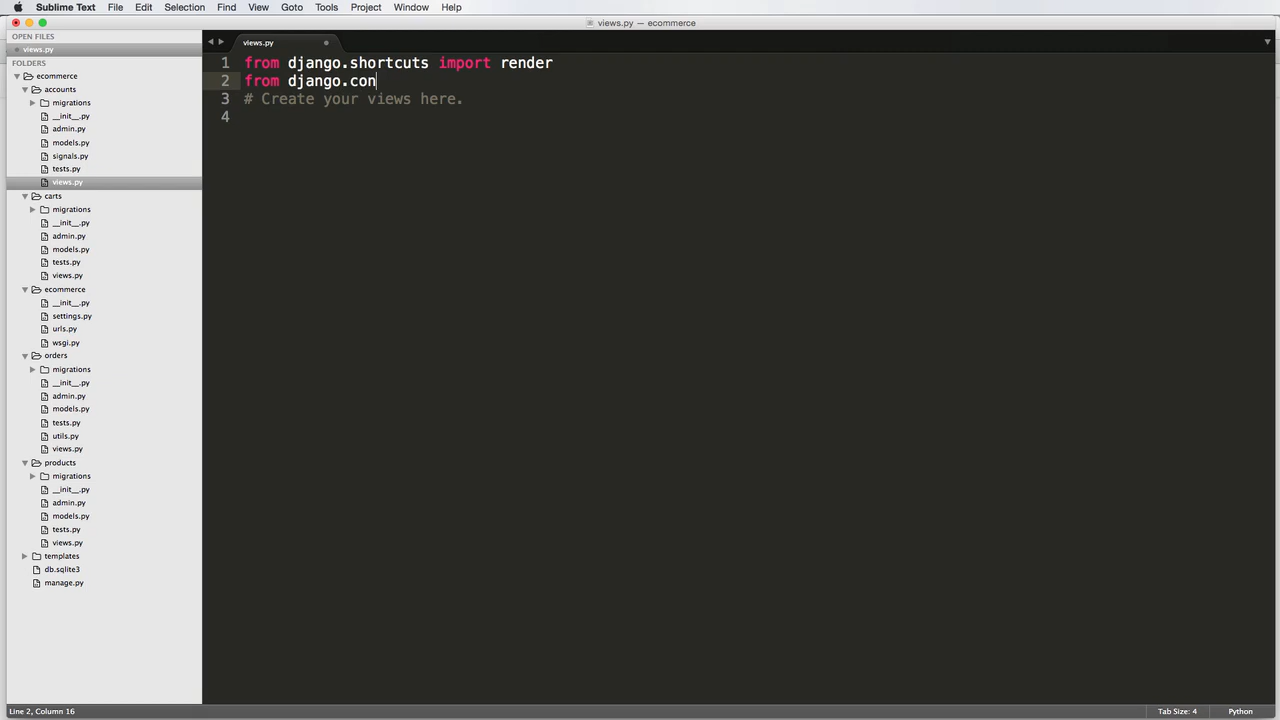 Sublime Text File Edit Selection Find View Goto Tools Project Window Help
views.py — ecommerce
OPEN FILES
views.py
FOLDERS
ecommerce
accounts
migrations
__init__.py
admin.py
models.py
signals.py
tests.py
views.py
carts
migrations
__init__.py
admin.py
models.py
tests.py
views.py
ecommerce
__init__.py
settings.py
urls.py
wsgi.py
orders
migrations
__init__.py
admin.py
models.py
tests.py
utils.py
views.py
products
migrations
__init__.py
admin.py
models.py
tests.py
views.py
templates
db.sqlite3
manage.py
views.py
1 from django.shortcuts import render
2 from django.con
3 # Create your views here.
4
Line 2, Column 16
Tab Size: 4 Python